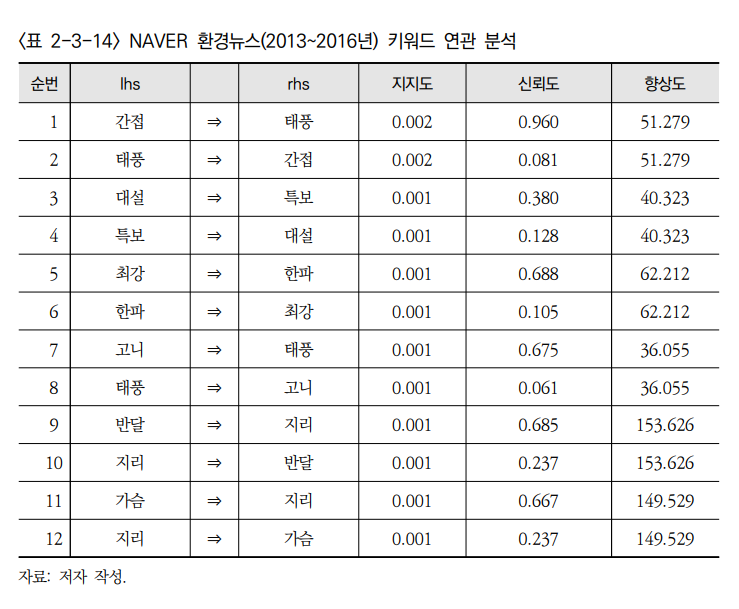 〈표 2-3-14〉 NAVER 환경뉴스(2013~2016년) 키워드 연관 분석
순번 lhs rhs 지지도 신뢰도 향상도
1 간접 ⇒ 태풍 0.002 0.960 51.279
2 태풍 ⇒ 간접 0.002 0.081 51.279
3 대설 ⇒ 특보 0.001 0.380 40.323
4 특보 ⇒ 대설 0.001 0.128 40.323
5 최강 ⇒ 한파 0.001 0.688 62.212
6 한파 ⇒ 최강 0.001 0.105 62.212
7 고니 ⇒ 태풍 0.001 0.675 36.055
8 태풍 ⇒ 고니 0.001 0.061 36.055
9 반달 ⇒ 지리 0.001 0.685 153.626
10 지리 ⇒ 반달 0.001 0.237 153.626
11 가슴 ⇒ 지리 0.001 0.667 149.529
12 지리 ⇒ 가슴 0.001 0.237 149.529
자료: 저자 작성.